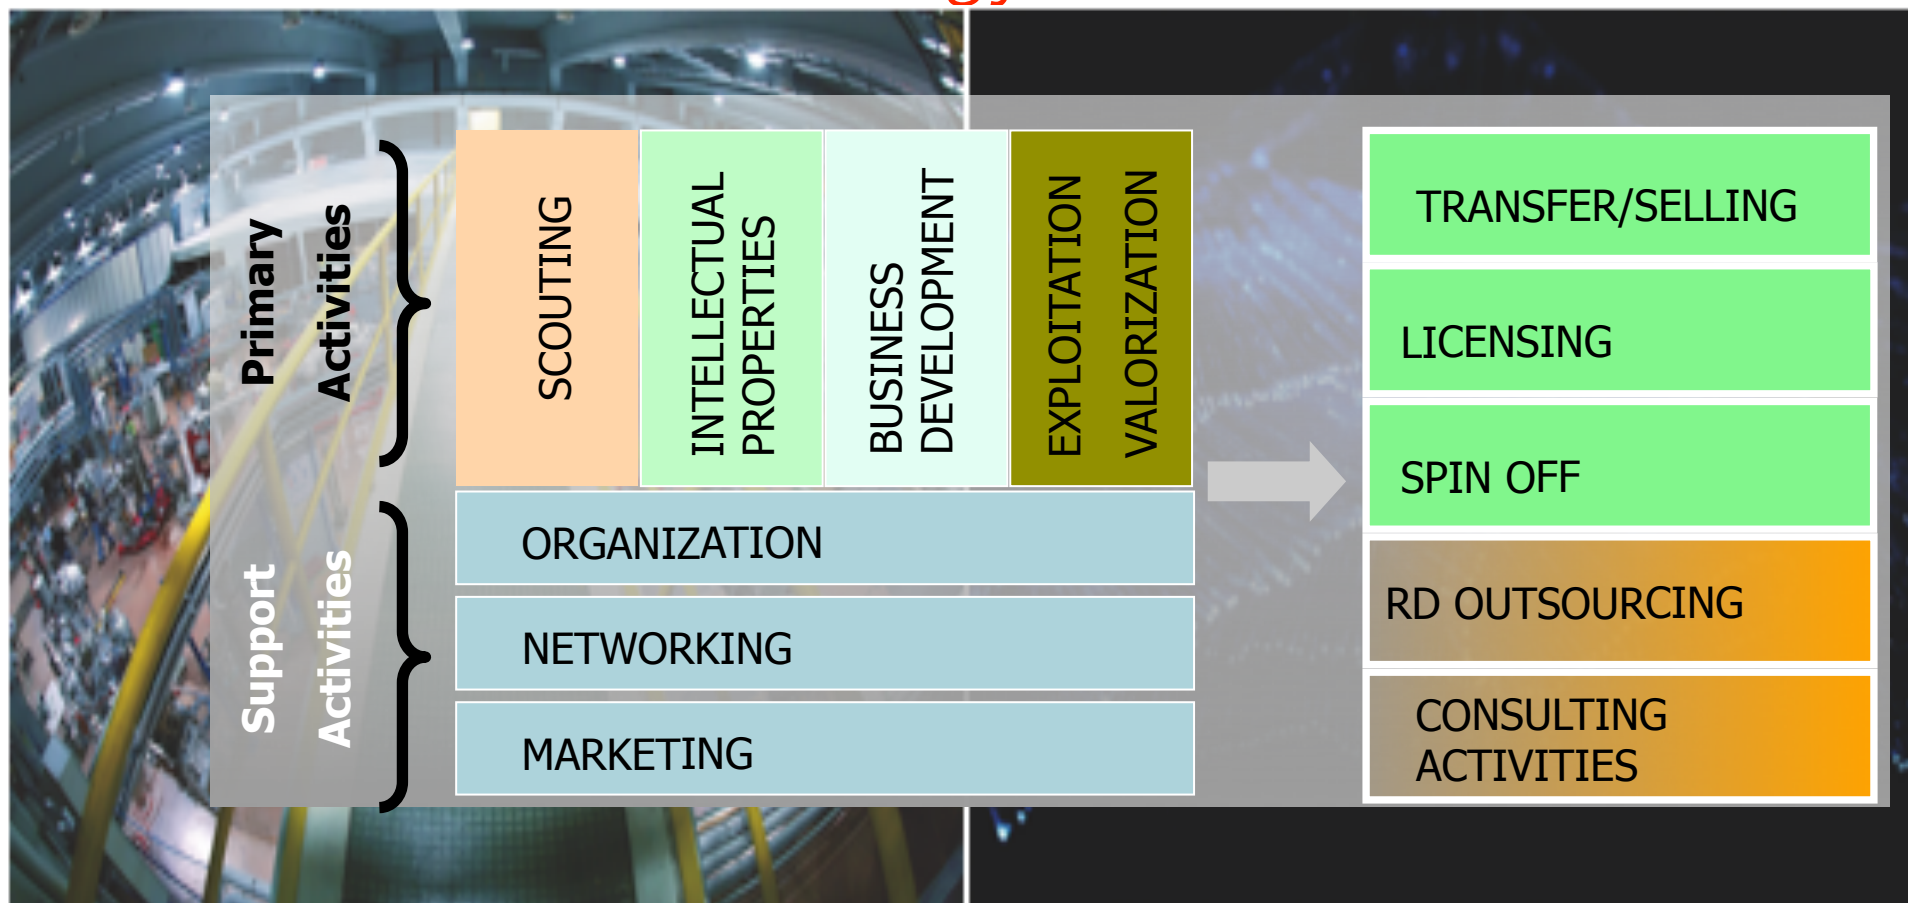 Primary
Activities
SCOUTING
INTELLECTUAL
PROPERTIES
BUSINESS
DEVELOPMENT
EXPLOITATION
VALORIZATION
Support
Activities
ORGANIZATION
NETWORKING
MARKETING
TRANSFER/SELLING
LICENSING
SPIN OFF
RD OUTSOURCING
CONSULTING
ACTIVITIES